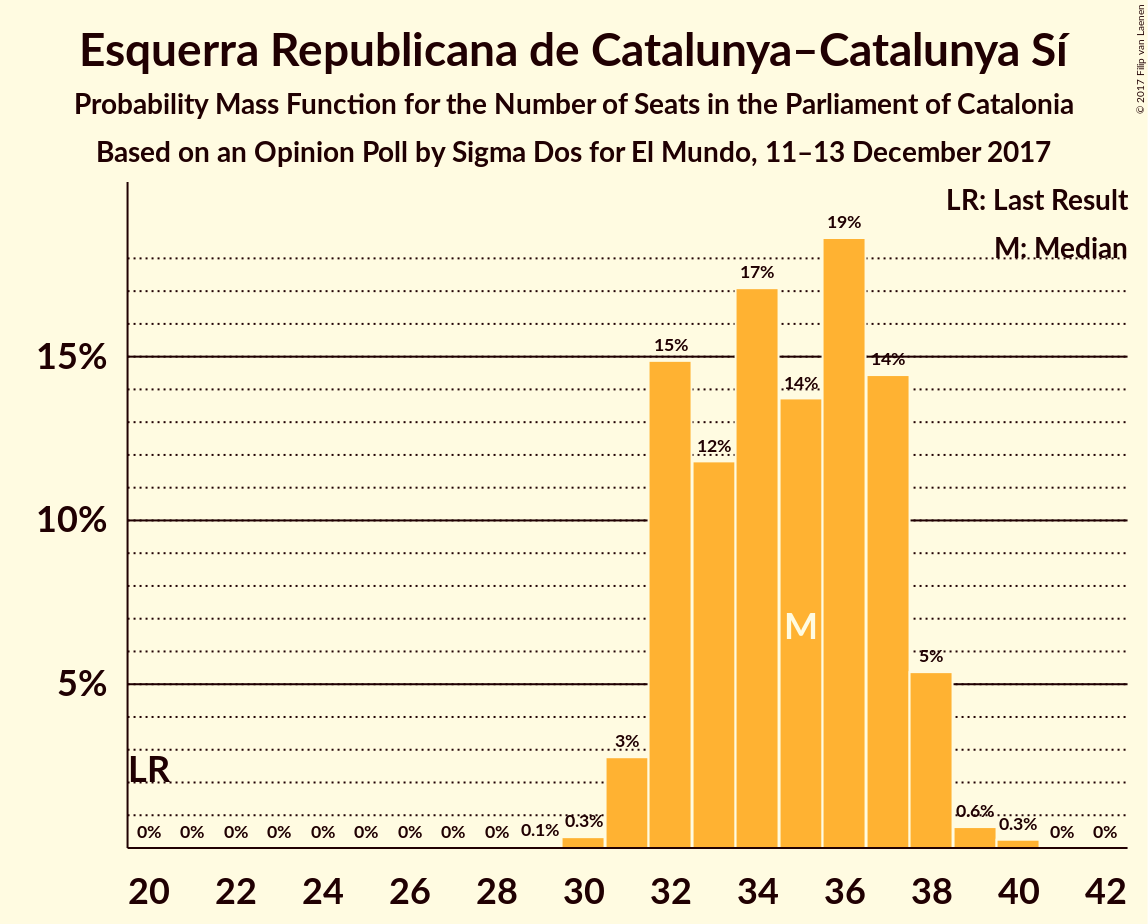 Esquerra Republicana de Catalunya–Catalunya Sí
Probability Mass Function for the Number of Seats in the Parliament of Catalonia
Based on an Opinion Poll by Sigma Dos for El Mundo, 11–13 December 2017
© 2017 Filip van Laenen
LR: Last Result
M: Median
15%
10%
5%
LR
M
0% 0% 0% 0% 0% 0% 0% 0% 0% 0.1% 0.3% 3% 15% 12% 17% 14% 19% 14% 5% 0.6% 0.3% 0% 0%
20 22 24 26 28 30 32 34 36 38 40 42